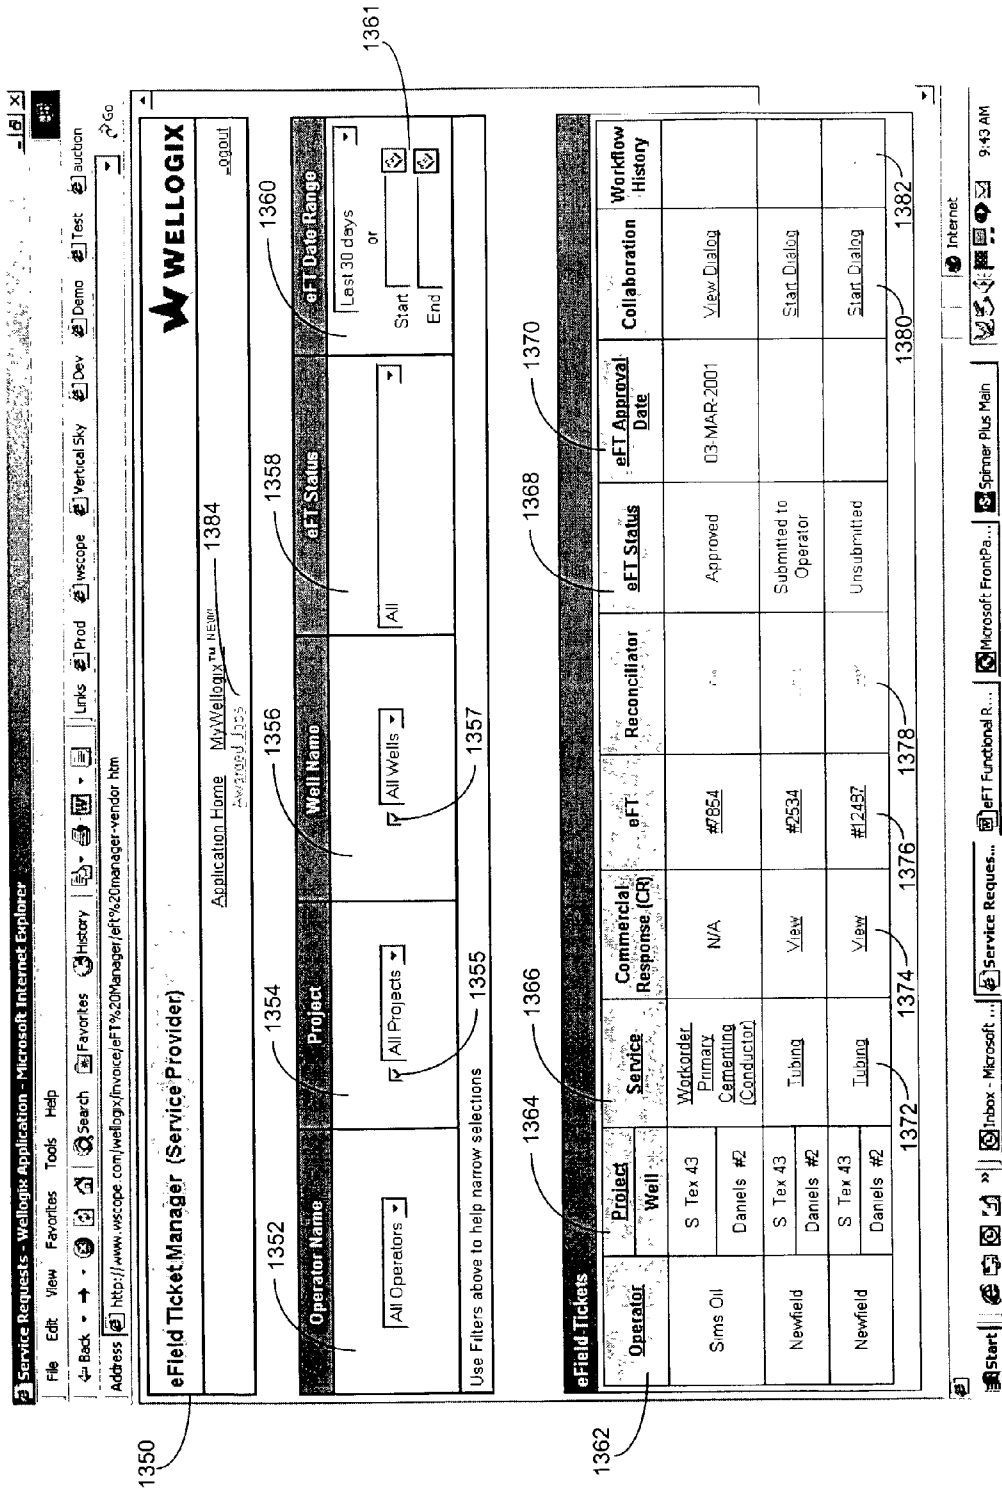 Service Requests - Wellogix Application - Microsoft Internet Explorer
File Edit View Favorites Tools Help
Back Search Favorites History
Links Prod wscope Vertical Sky Dev Demo Test auction
Address http://www.wscope.com/wellogix/invoice/eFT%20Manager/eft%20manager-vendor htm Go
1350
eField Ticket Manager (Service Provider)
WELLOGIX
Application Home MyWellogix™ NEW! Logout
Awarded Jobs
1384
1352 1354 1356 1358 1360 1361
Operator Name Project Well Name eFT Status eFT Date Range
All Operators All Projects All Wells All Last 30 days
or
Start
End
1355 1357
Use Filters above to help narrow selections
1362 1364 1366 1368 1370
eField-Tickets
Operator Project Well Service Commercial Response (CR) eFT Reconciliator eFT Status eFT Approval Date Collaboration Workflow History
Sims Oil S Tex 43 Daniels #2 Workorder Primary Cementing (Conductor) N/A #7854 Approved 03-MAR-2001 View Dialog
Newfield S Tex 43 Daniels #2 Tubing View #2534 Submitted to Operator Start Dialog
Newfield S Tex 43 Daniels #2 Tubing View #12487 Unsubmitted Start Dialog
1372 1374 1376 1378 1380 1382
Internet
Start Inbox - Microsoft ... Service Reques... eFT Functional R... Microsoft FrontPa... Spinner Plus Main 9:43 AM